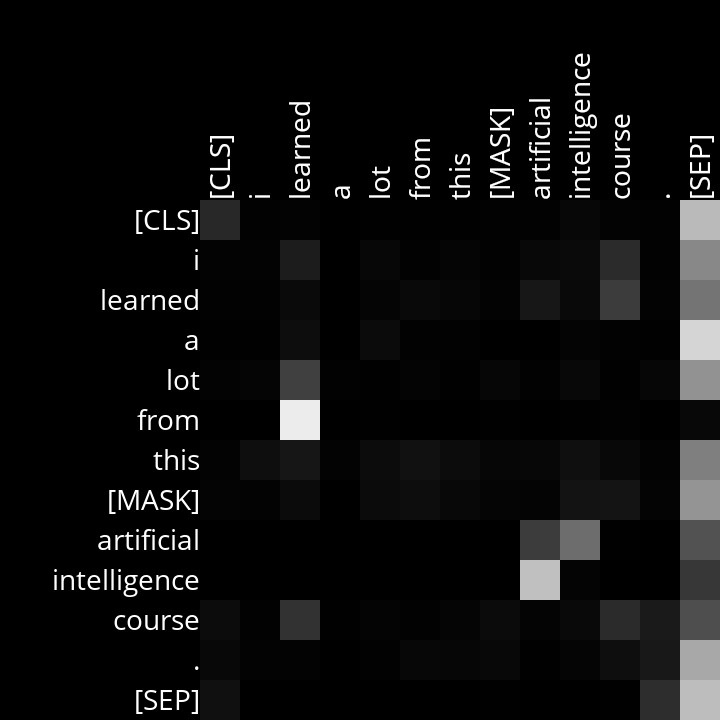 [CLS] i learned a lot from this [MASK] artificial intelligence course . [SEP]
[CLS]
i
learned
a
lot
from
this
[MASK]
artificial
intelligence
course
.
[SEP]